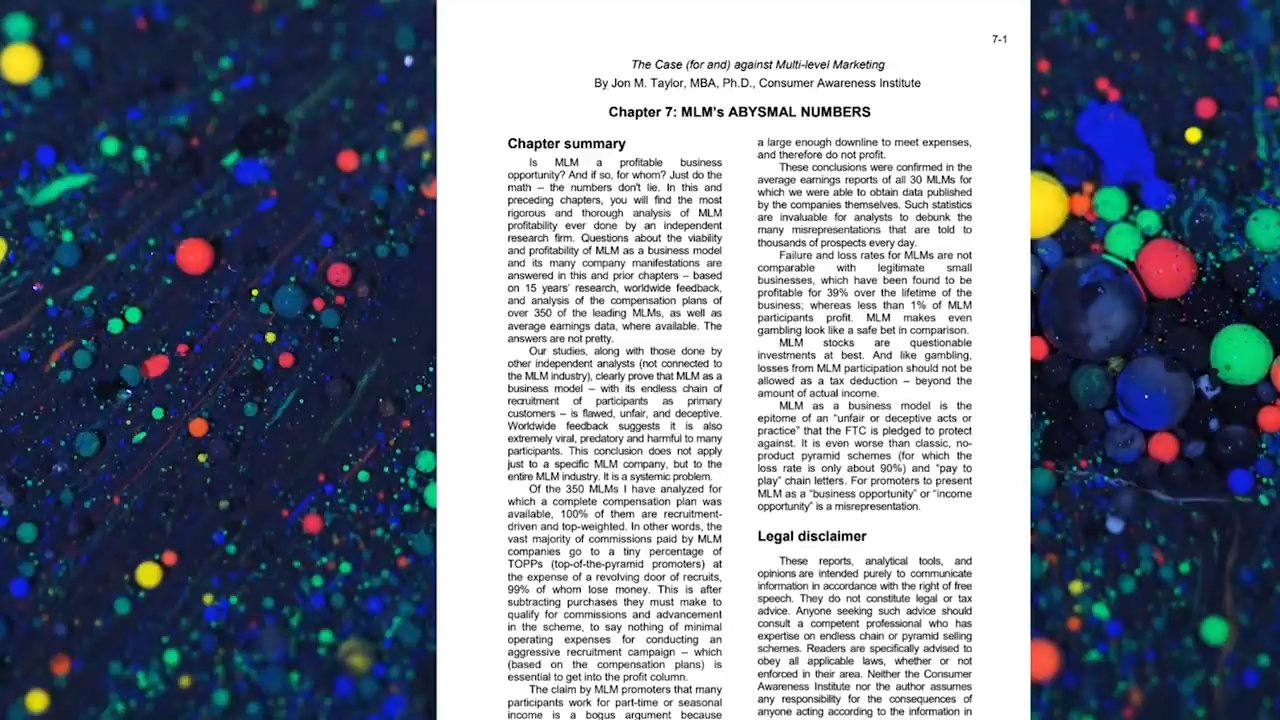 7-1
The Case (for and) against Multi-level Marketing
By Jon M. Taylor, MBA, Ph.D., Consumer Awareness Institute
Chapter 7: MLM's ABYSMAL NUMBERS
Chapter summary
Is MLM a profitable business
opportunity? And if so, for whom? Just do the
math – the numbers don't lie. In this and
preceding chapters, you will find the most
rigorous and thorough analysis of MLM
profitability ever done by an independent
research firm. Questions about the viability
and profitability of MLM as a business model
and its many company manifestations are
answered in this and prior chapters – based
on 15 years' research, worldwide feedback,
and analysis of the compensation plans of
over 350 of the leading MLMs, as well as
average earnings data, where available. The
answers are not pretty.
Our studies, along with those done by
other independent analysts (not connected to
the MLM industry), clearly prove that MLM as a
business model – with its endless chain of
recruitment of participants as primary
customers – is flawed, unfair, and deceptive.
Worldwide feedback suggests it is also
extremely viral, predatory and harmful to many
participants. This conclusion does not apply
just to a specific MLM company, but to the
entire MLM industry. It is a systemic problem.
Of the 350 MLMs I have analyzed for
which a complete compensation plan was
available, 100% of them are recruitment-
driven and top-weighted. In other words, the
vast majority of commissions paid by MLM
companies go to a tiny percentage of
TOPPs (top-of-the-pyramid promoters) at
the expense of a revolving door of recruits,
99% of whom lose money. This is after
subtracting purchases they must make to
qualify for commissions and advancement
in the scheme, to say nothing of minimal
operating expenses for conducting an
aggressive recruitment campaign – which
(based on the compensation plans) is
essential to get into the profit column.
The claim by MLM promoters that many
participants work for part-time or seasonal
income is a bogus argument because
a large enough downline to meet expenses,
and therefore do not profit.
These conclusions were confirmed in the
average earnings reports of all 30 MLMs for
which we were able to obtain data published
by the companies themselves. Such statistics
are invaluable for analysts to debunk the
many misrepresentations that are told to
thousands of prospects every day.
Failure and loss rates for MLMs are not
comparable with legitimate small
businesses, which have been found to be
profitable for 39% over the lifetime of the
business; whereas less than 1% of MLM
participants profit. MLM makes even
gambling look like a safe bet in comparison.
MLM stocks are questionable
investments at best. And like gambling,
losses from MLM participation should not be
allowed as a tax deduction – beyond the
amount of actual income.
MLM as a business model is the
epitome of an "unfair or deceptive acts or
practice" that the FTC is pledged to protect
against. It is even worse than classic, no-
product pyramid schemes (for which the
loss rate is only about 90%) and "pay to
play" chain letters. For promoters to present
MLM as a "business opportunity" or "income
opportunity" is a misrepresentation.
Legal disclaimer
These reports, analytical tools, and
opinions are intended purely to communicate
information in accordance with the right of free
speech. They do not constitute legal or tax
advice. Anyone seeking such advice should
consult a competent professional who has
expertise on endless chain or pyramid selling
schemes. Readers are specifically advised to
obey all applicable laws, whether or not
enforced in their area. Neither the Consumer
Awareness Institute nor the author assumes
any responsibility for the consequences of
anyone acting according to the information in